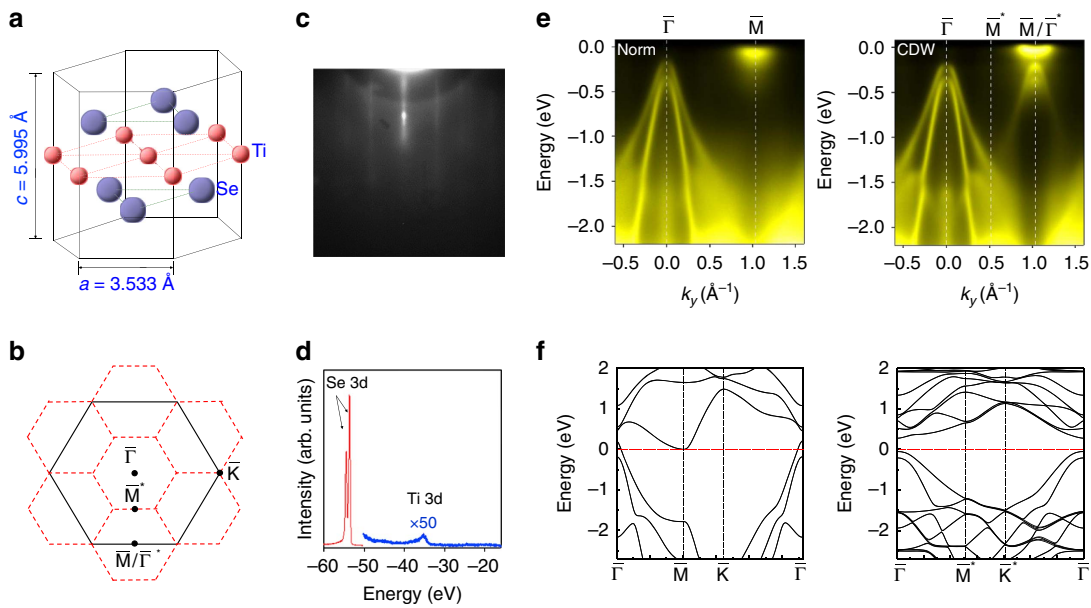 a
c = 5.995 Å
Ti
Se
a = 3.533 Å
b
Γ̅
M̅*
K̅
M̅/Γ̅*
c
d
Se 3d
Ti 3d
×50
Intensity (arb. units)
−60 −40 −20
Energy (eV)
e
Γ̅ M̅
Norm
0.0
−0.5
−1.0
−1.5
−2.0
Energy (eV)
−0.5 0.0 0.5 1.0 1.5
ky (Å−1)
Γ̅ M̅* M̅/Γ̅*
CDW
0.0
−0.5
−1.0
−1.5
−2.0
Energy (eV)
−0.5 0.0 0.5 1.0 1.5
ky (Å−1)
f
2
1
0
−1
−2
Energy (eV)
Γ̅ M̅ K̅ Γ̅
2
1
0
−1
−2
Energy (eV)
Γ̅ M̅* K̅* Γ̅